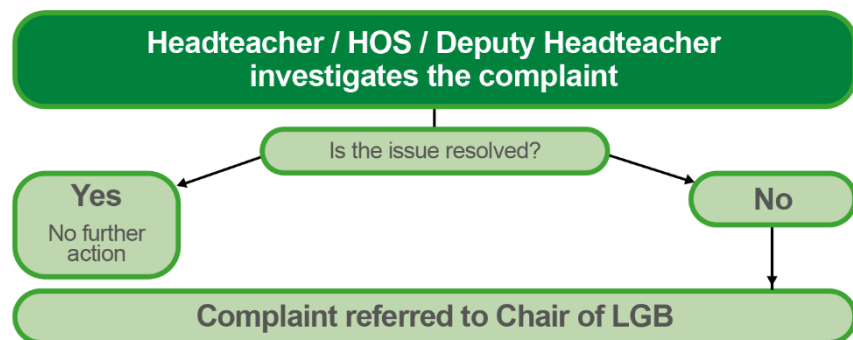 Headteacher / HOS / Deputy Headteacher
investigates the complaint
Is the issue resolved?
Yes
No further
action
No
Complaint referred to Chair of LGB